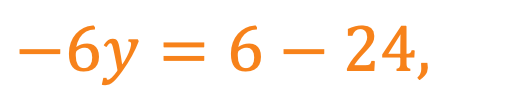 −6y = 6 − 24,